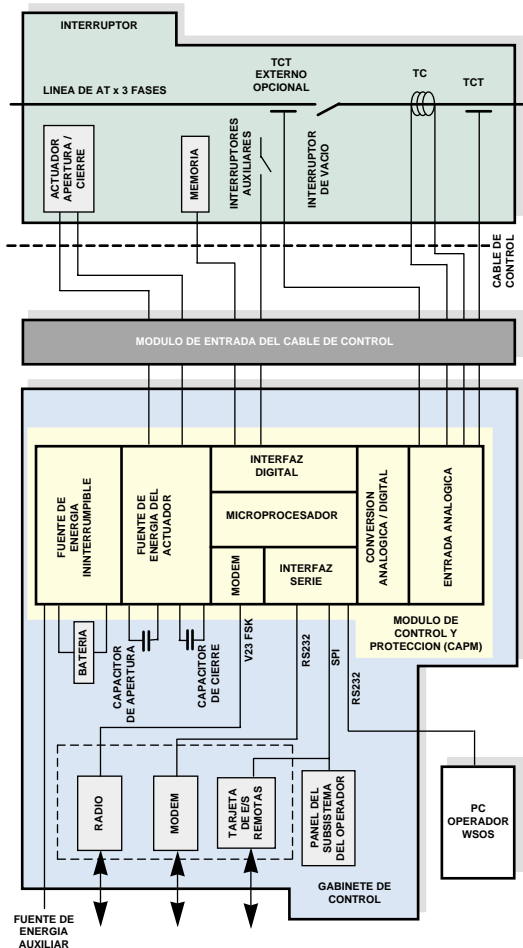 INTERRUPTOR
TCT
EXTERNO
OPCIONAL
TC
TCT
LINEA DE AT x 3 FASES
ACTUADOR
APERTURA /
CIERRE
MEMORIA
INTERRUPTORES
AUXILIARES
INTERRUPTOR
DE VACIO
CABLE DE
CONTROL
MODULO DE ENTRADA DEL CABLE DE CONTROL
FUENTE DE
ENERGIA
ININTERRUMPIBLE
FUENTE DE
ENERGIA DEL
ACTUADOR
INTERFAZ
DIGITAL
MICROPROCESADOR
MODEM
INTERFAZ
SERIE
CONVERSION
ANALOGICA / DIGITAL
ENTRADA ANALOGICA
MODULO DE
CONTROL Y
PROTECCION (CAPM)
BATERIA
CAPACITOR
DE APERTURA
CAPACITOR
DE CIERRE
V23 FSK
RS232
SPI
RS232
RADIO
MODEM
TARJETA
DE E/S
REMOTAS
PANEL DEL
SUBSISTEMA
DEL OPERADOR
PC
OPERADOR
WSOS
GABINETE DE
CONTROL
FUENTE DE
ENERGIA
AUXILIAR